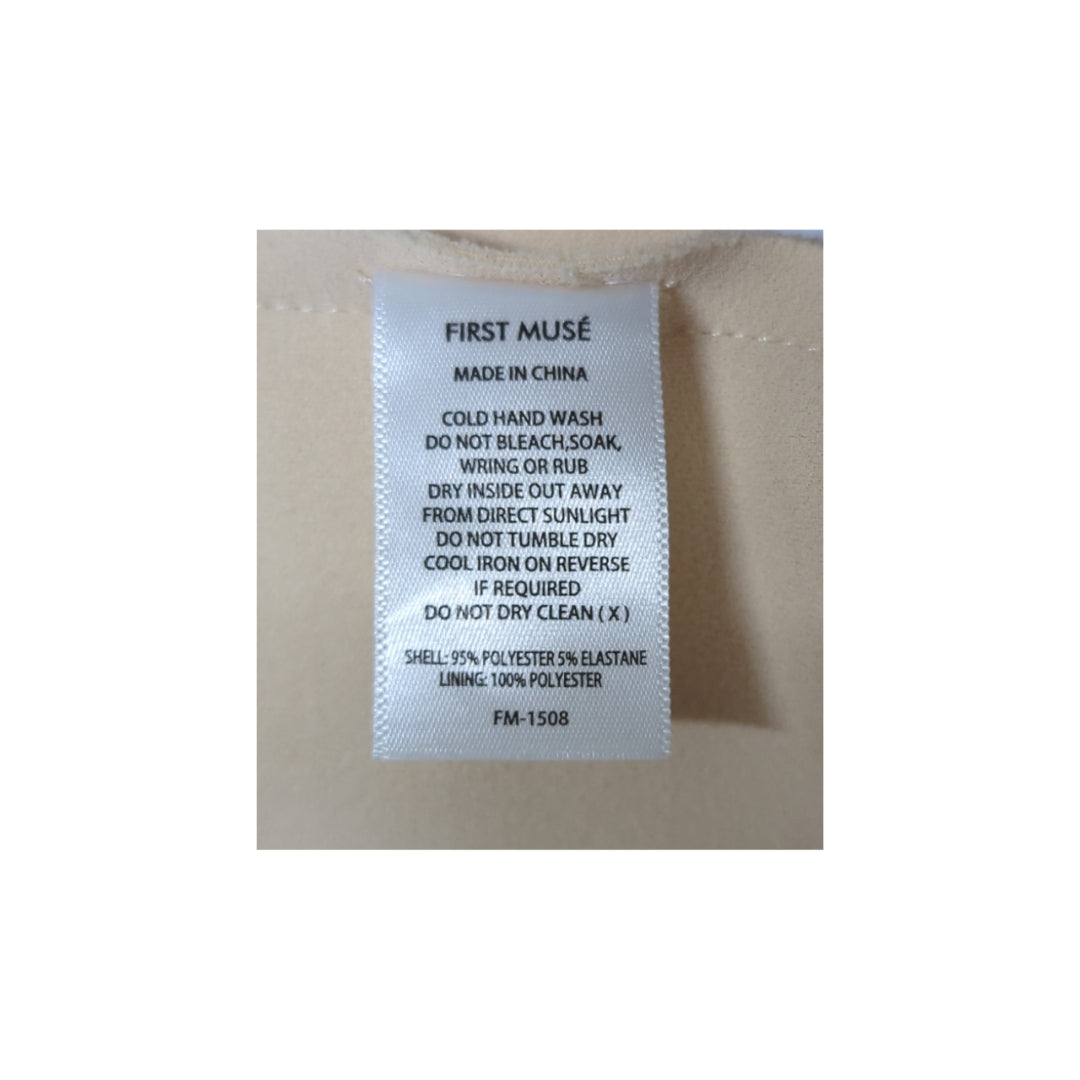 FIRST MUSÉ
MADE IN CHINA
COLD HAND WASH
DO NOT BLEACH,SOAK,
WRING OR RUB
DRY INSIDE OUT AWAY
FROM DIRECT SUNLIGHT
DO NOT TUMBLE DRY
COOL IRON ON REVERSE
IF REQUIRED
DO NOT DRY CLEAN ( X )
SHELL: 95% POLYESTER 5% ELASTANE
LINING: 100% POLYESTER
FM-1508